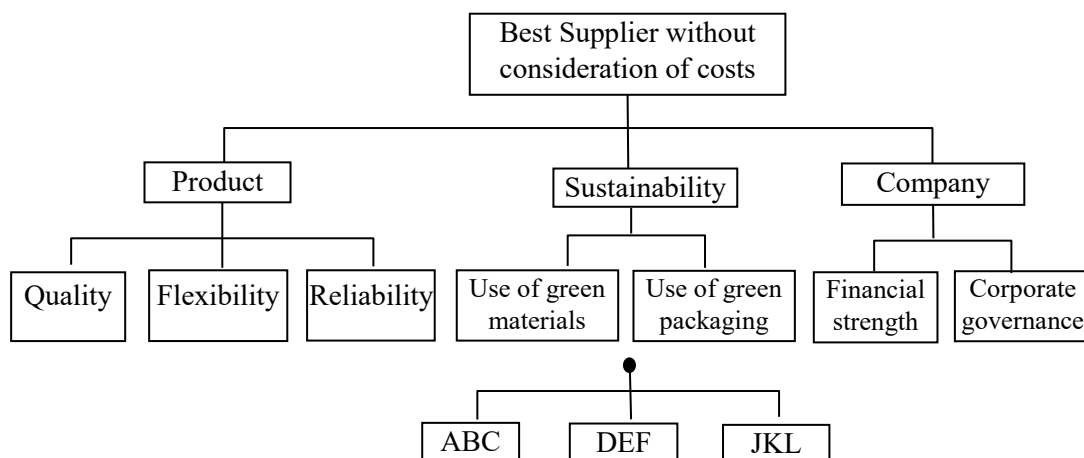 Best Supplier without
consideration of costs
Product
Sustainability
Company
Quality
Flexibility
Reliability
Use of green
materials
Use of green
packaging
Financial
strength
Corporate
governance
ABC
DEF
JKL